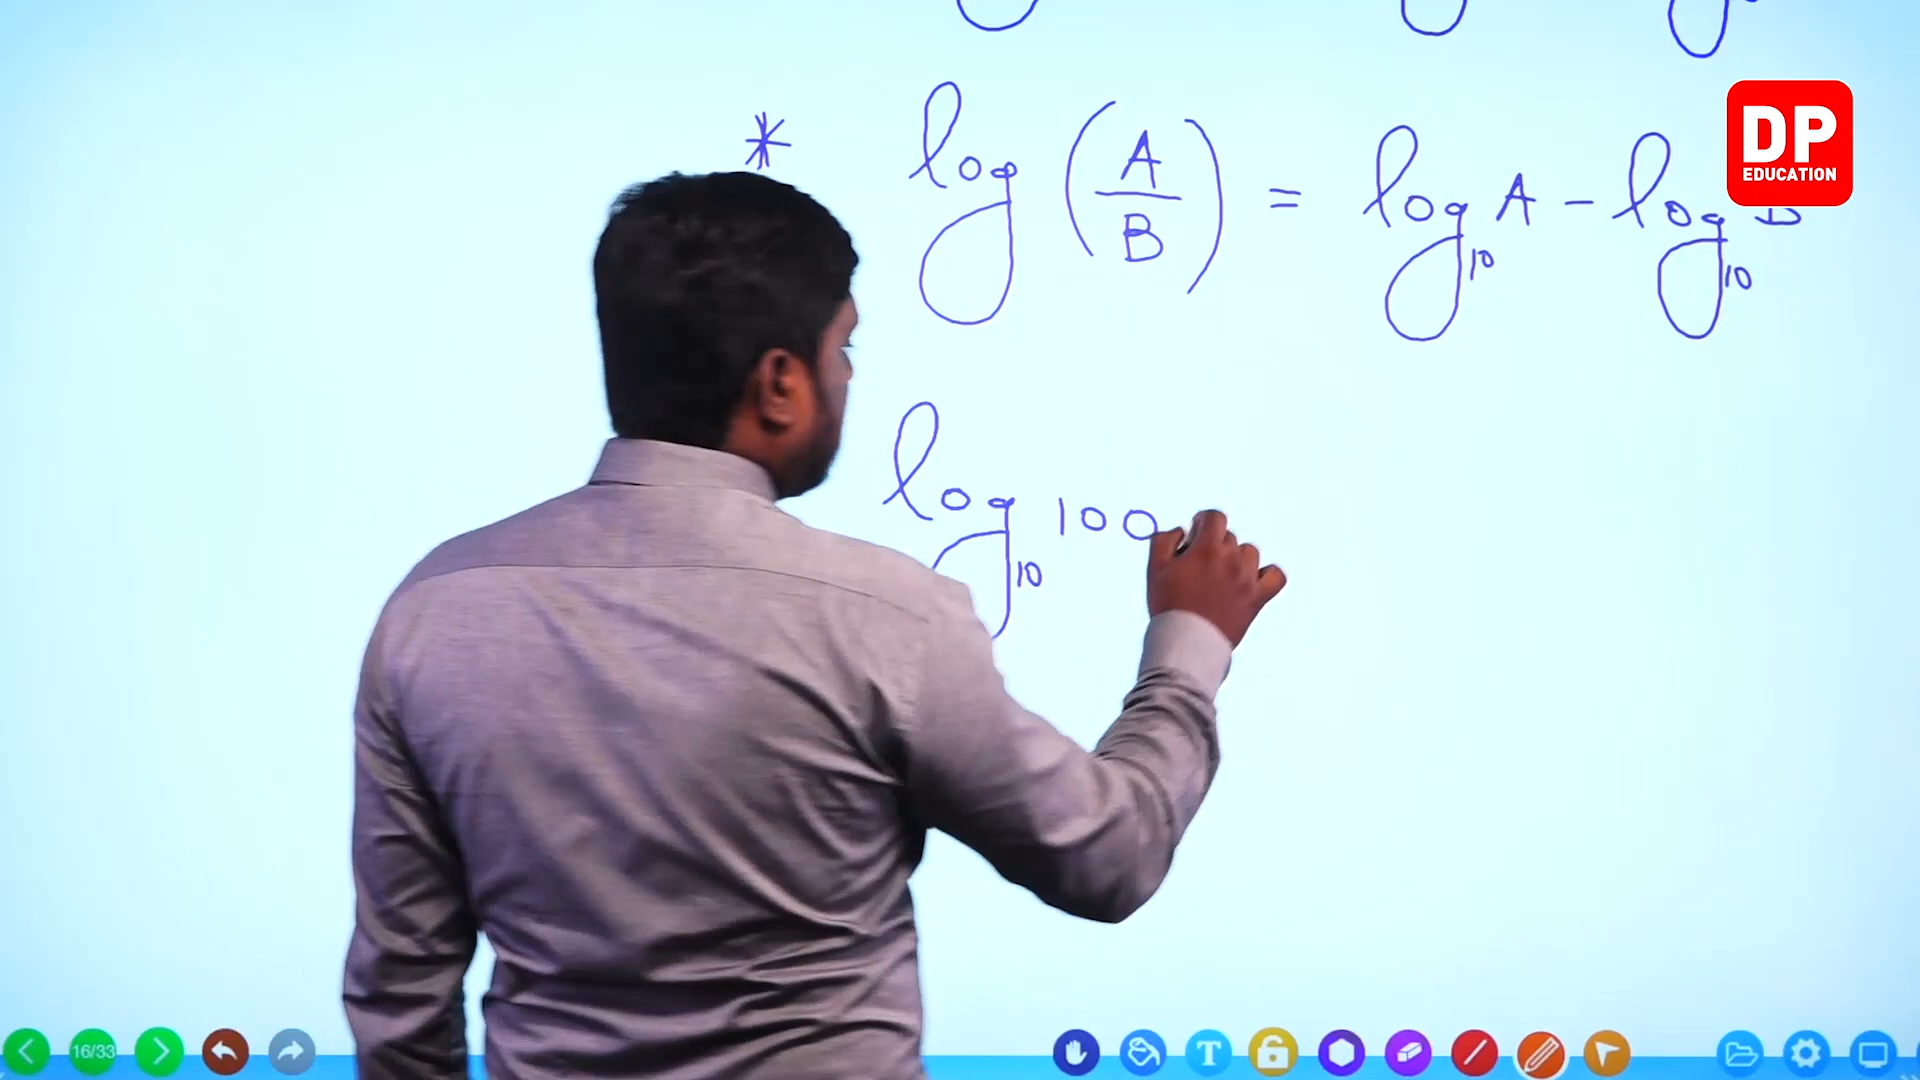 * log (A/B) = log₁₀ A - log₁₀
DP
EDUCATION
log₁₀ 100
16/33
T